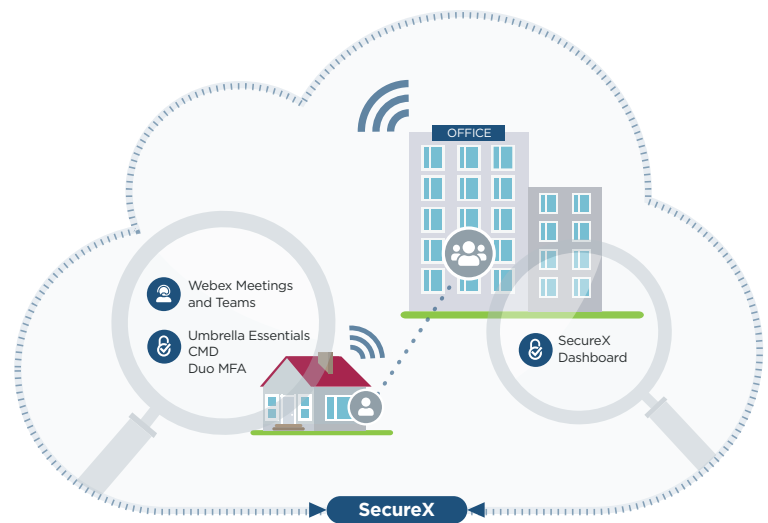 OFFICE
Webex Meetings
and Teams
Umbrella Essentials
CMD
Duo MFA
SecureX
Dashboard
SecureX